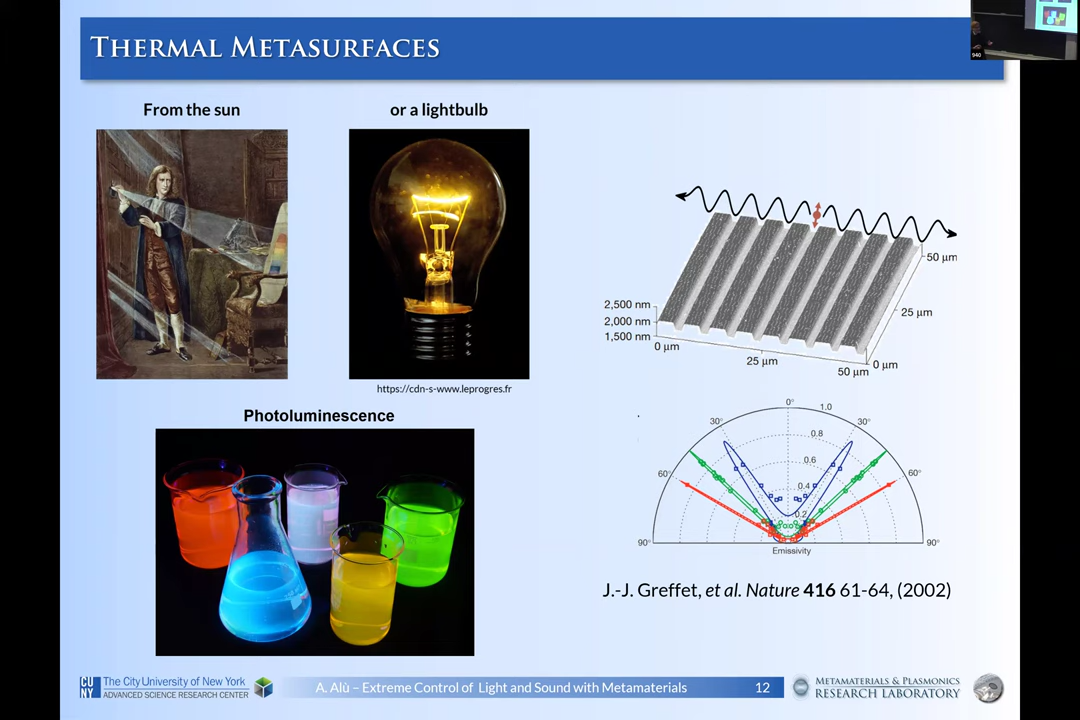 THERMAL METASURFACES
940
From the sun
or a lightbulb
https://cdn-s-www.leprogres.fr
Photoluminescence
2,500 nm
2,000 nm
1,500 nm
0 µm
25 µm
50 µm
0 µm
25 µm
50 µm
0°
1.0
30°
30°
0.8
60°
0.6
60°
0.4
0.2
90°
90°
Emissivity
J.-J. Greffet, et al. Nature 416 61-64, (2002)
CU
NY
The City University of New York
ADVANCED SCIENCE RESEARCH CENTER
A. Alù – Extreme Control of Light and Sound with Metamaterials
12
METAMATERIALS & PLASMONICS
RESEARCH LABORATORY